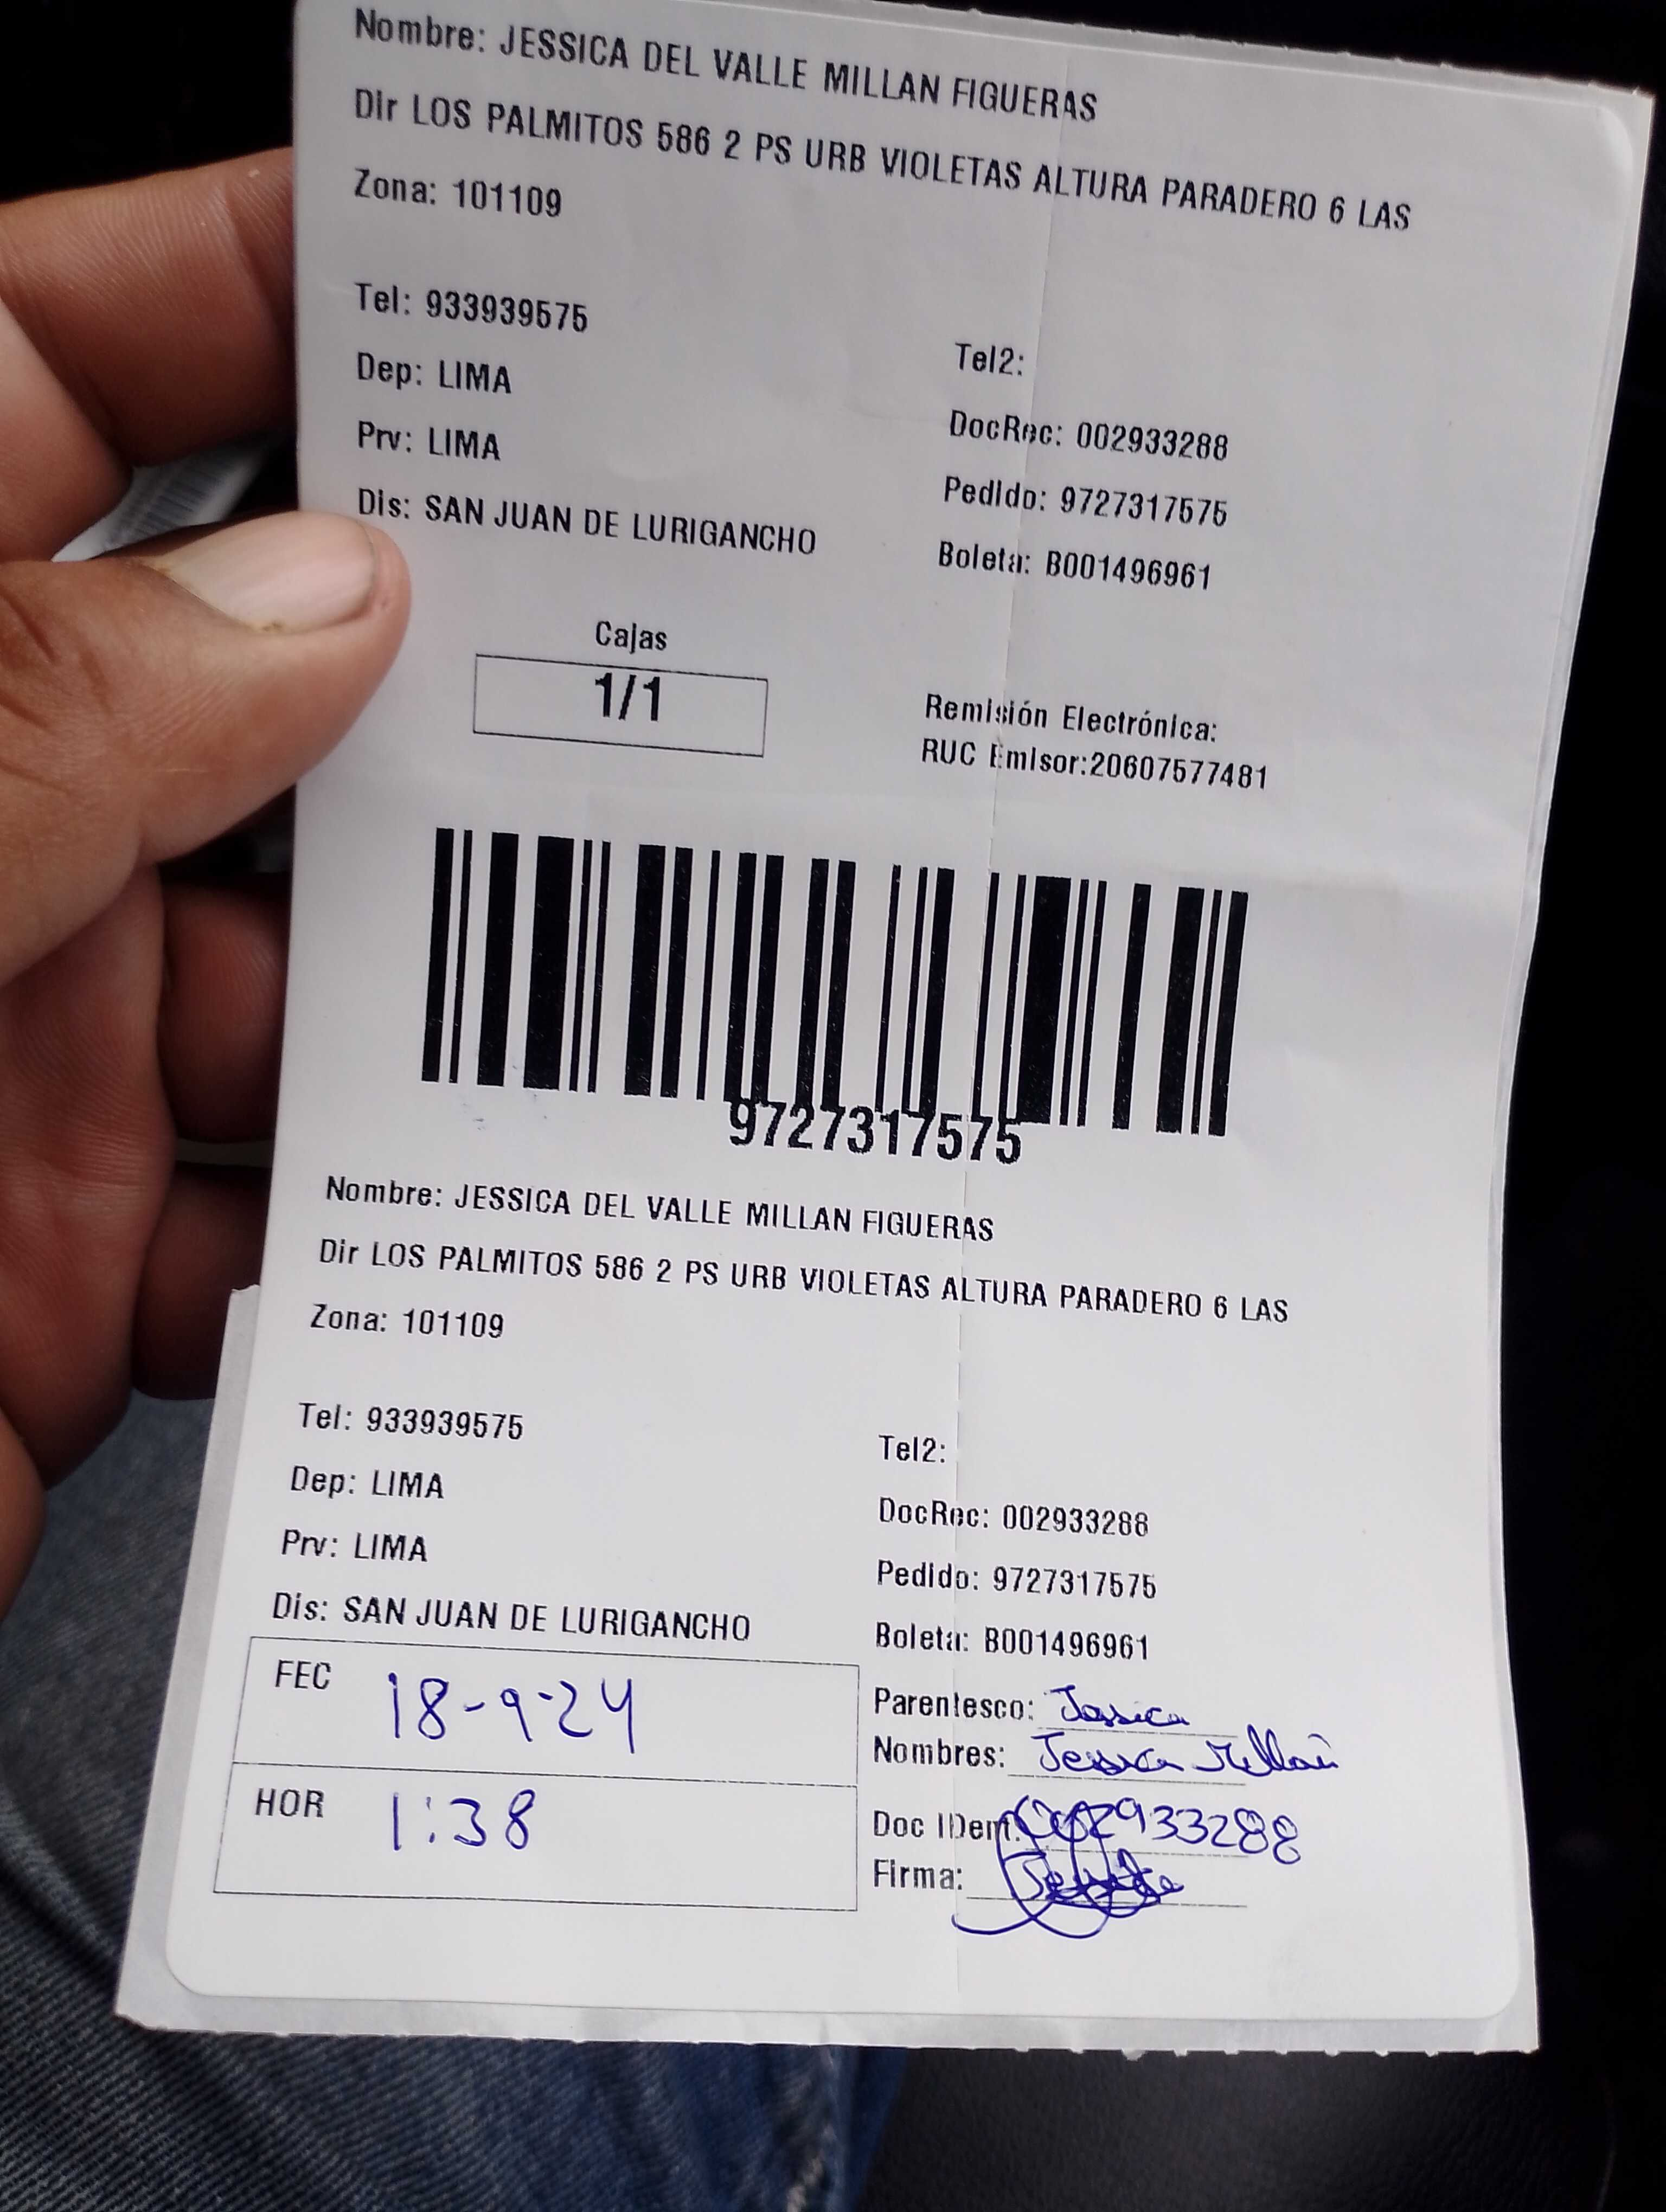 Nombre: JESSICA DEL VALLE MILLAN FIGUERAS
Dir LOS PALMITOS 586 2 PS URB VIOLETAS ALTURA PARADERO 6 LAS
Zona: 101109
Tel: 933939575
Tel2:
Dep: LIMA
DocRec: 002933288
Prv: LIMA
Pedido: 9727317575
Dis: SAN JUAN DE LURIGANCHO
Boleta: B001496961
Cajas
1/1
Remisión Electrónica:
RUC Emisor:20607577481
9727317575
Nombre: JESSICA DEL VALLE MILLAN FIGUERAS
Dir LOS PALMITOS 586 2 PS URB VIOLETAS ALTURA PARADERO 6 LAS
Zona: 101109
Tel: 933939575
Tel2:
Dep: LIMA
DocRec: 002933288
Prv: LIMA
Pedido: 9727317575
Dis: SAN JUAN DE LURIGANCHO
Boleta: B001496961
FEC 18-9-24
Parentesco: Jessica
Nombres: Jessica Millan
HOR 1:38
Doc IDent: 002933288
Firma: